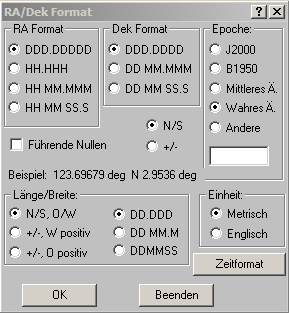 RA/Dek Format
RA Format
DDD.DDDDD
HH.HHH
HH MM.MMM
HH MM SS.S
Dek Format
DDD.DDDD
DD MM.MMM
DD MM SS.S
Epoche:
J2000
B1950
Mittleres Ä.
Wahres Ä.
Andere
N/S
+/-
Führende Nullen
Beispiel: 123.69679 deg N 2.9536 deg
Länge/Breite:
N/S, O/W
+/-, W positiv
+/-, O positiv
DD.DDD
DD MM.M
DDMMSS
Einheit:
Metrisch
Englisch
Zeitformat
OK
Beenden